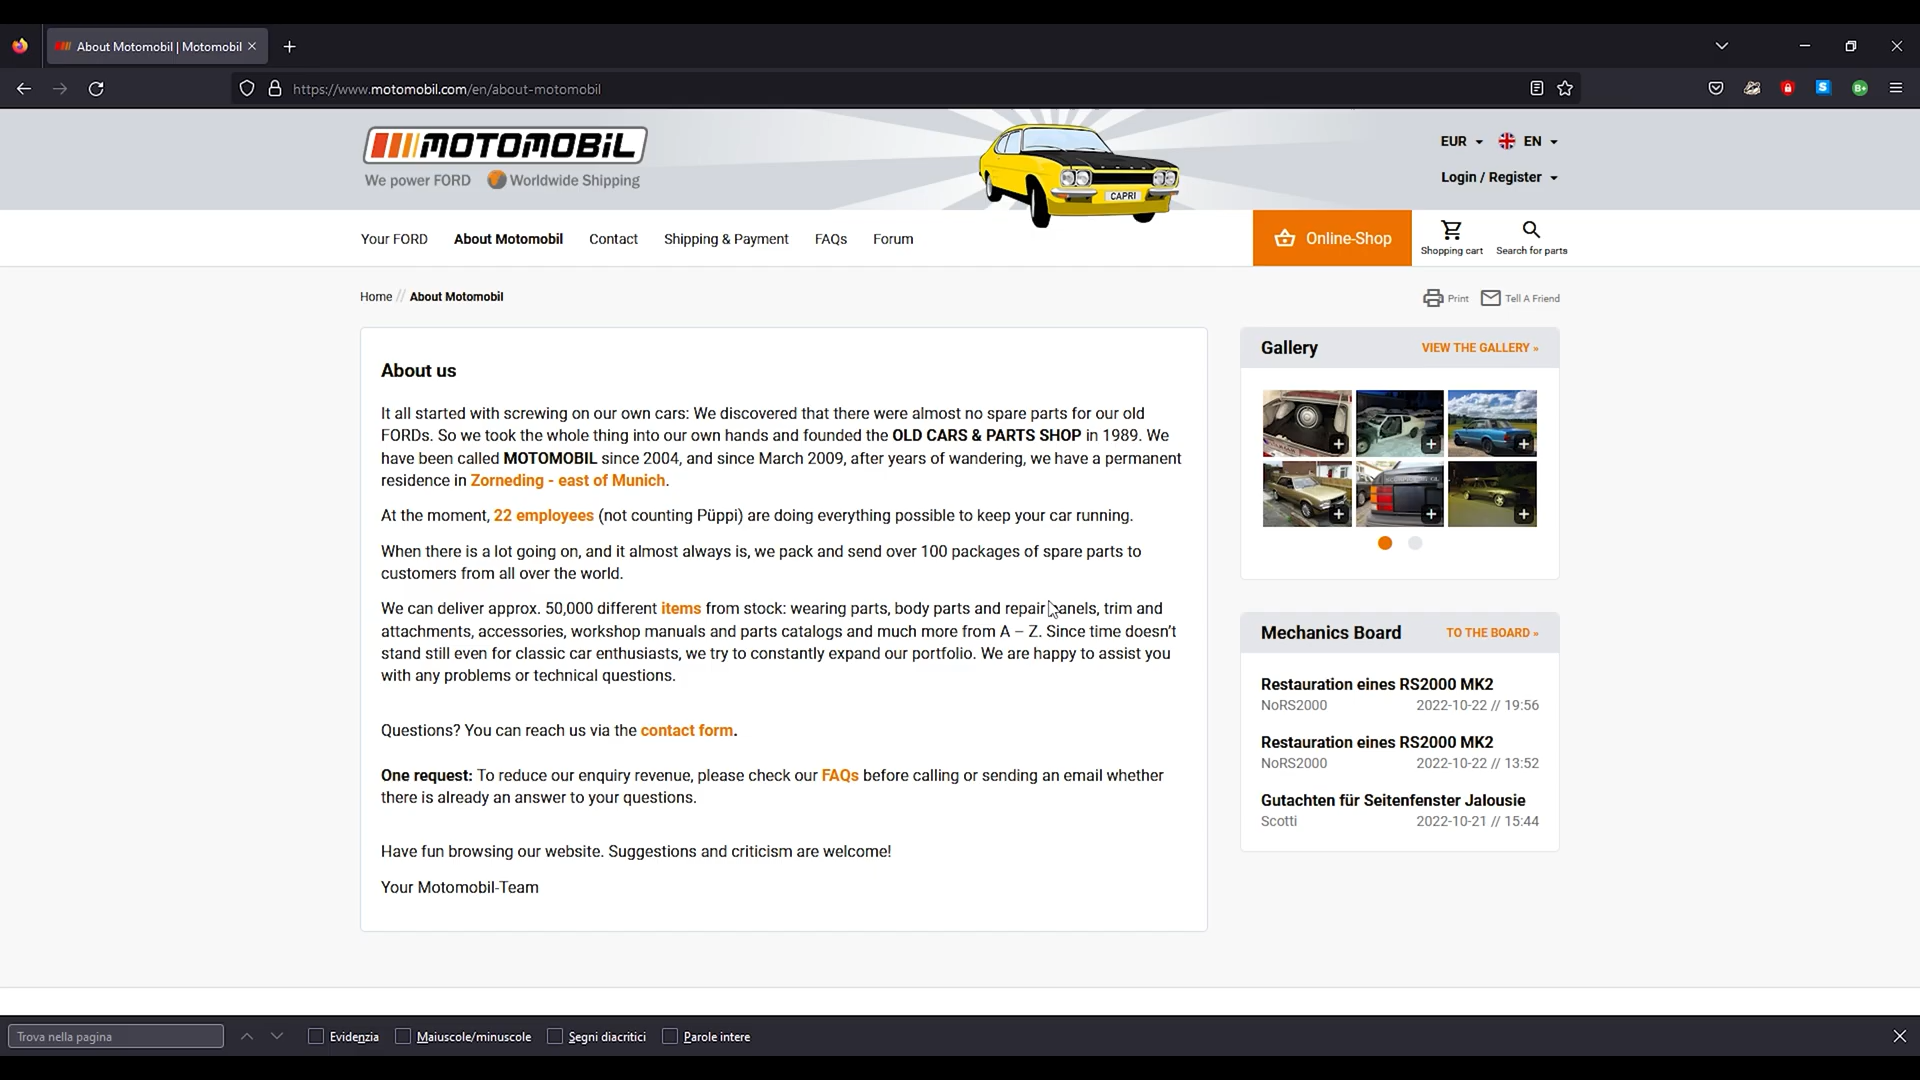 About Motomobil | Motomobil
https://www.motomobil.com/en/about-motomobil
MOTOMOBIL
We power FORD Worldwide Shipping
CAPRI
EUR EN
Login / Register
Your FORD About Motomobil Contact Shipping & Payment FAQs Forum
Online-Shop
Shopping cart
Search for parts
Home // About Motomobil
Print Tell A Friend
About us
It all started with screwing on our own cars: We discovered that there were almost no spare parts for our old
FORDs. So we took the whole thing into our own hands and founded the OLD CARS & PARTS SHOP in 1989. We
have been called MOTOMOBIL since 2004, and since March 2009, after years of wandering, we have a permanent
residence in Zorneding - east of Munich.
At the moment, 22 employees (not counting Püppi) are doing everything possible to keep your car running.
When there is a lot going on, and it almost always is, we pack and send over 100 packages of spare parts to
customers from all over the world.
We can deliver approx. 50,000 different items from stock: wearing parts, body parts and repair panels, trim and
attachments, accessories, workshop manuals and parts catalogs and much more from A – Z. Since time doesn't
stand still even for classic car enthusiasts, we try to constantly expand our portfolio. We are happy to assist you
with any problems or technical questions.
Questions? You can reach us via the contact form.
One request: To reduce our enquiry revenue, please check our FAQs before calling or sending an email whether
there is already an answer to your questions.
Have fun browsing our website. Suggestions and criticism are welcome!
Your Motomobil-Team
Gallery VIEW THE GALLERY »
Mechanics Board TO THE BOARD »
Restauration eines RS2000 MK2
NoRS2000 2022-10-22 // 19:56
Restauration eines RS2000 MK2
NoRS2000 2022-10-22 // 13:52
Gutachten für Seitenfenster Jalousie
Scotti 2022-10-21 // 15:44
Trova nella pagina Evidenzia Maiuscole/minuscole Segni diacritici Parole intere